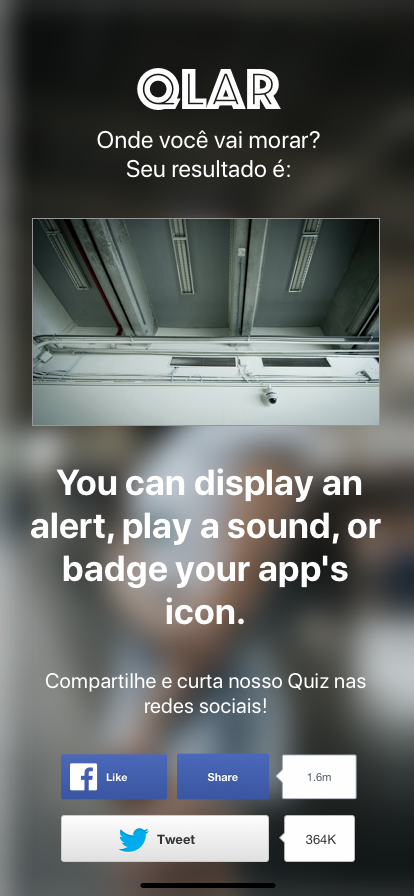 QLAR
Onde você vai morar?
Seu resultado é:
You can display an
alert, play a sound, or
badge your app's
icon.
Compartilhe e curta nosso Quiz nas
redes sociais!
Like Share 1.6m
Tweet 364K